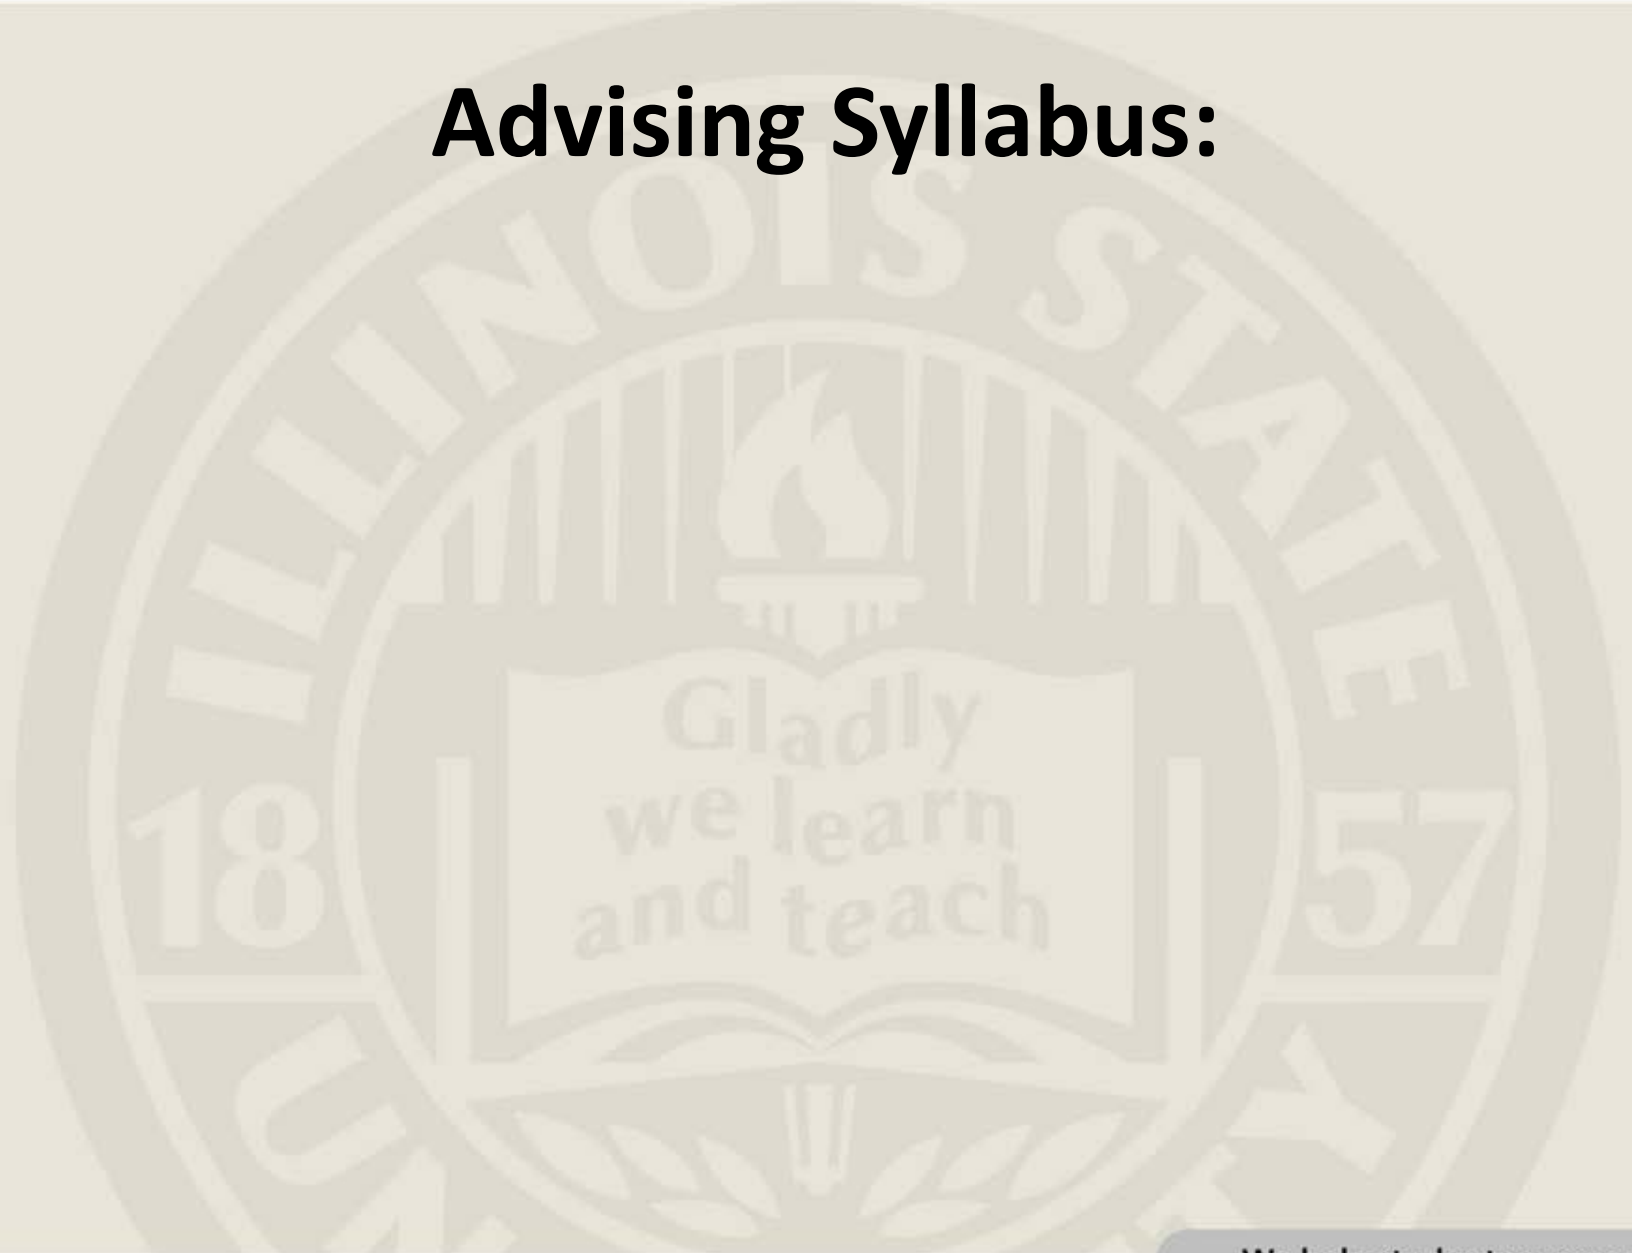 Advising Syllabus:
ILLINOIS STATE
Gladly
we learn
and teach
18 57